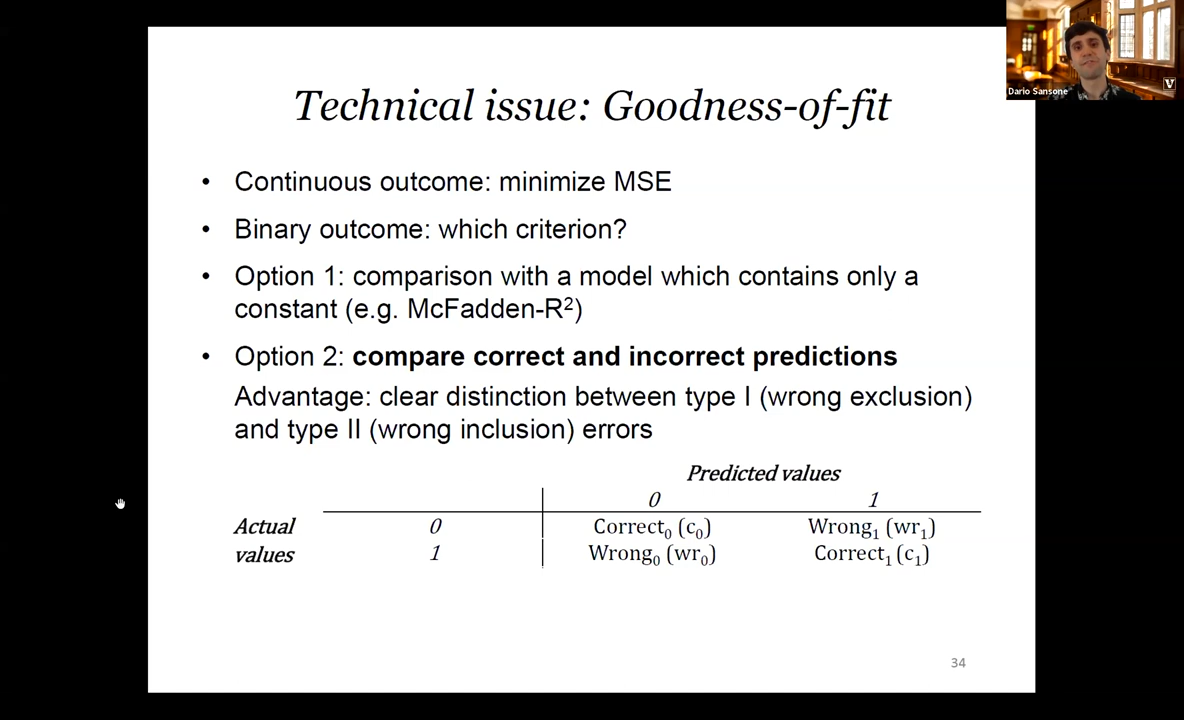 Technical issue: Goodness-of-fit
Dario Sansone
V
• Continuous outcome: minimize MSE
• Binary outcome: which criterion?
• Option 1: comparison with a model which contains only a
constant (e.g. McFadden-R²)
• Option 2: compare correct and incorrect predictions
Advantage: clear distinction between type I (wrong exclusion)
and type II (wrong inclusion) errors
Predicted values
0 1
Actual 0 Correct₀ (c₀) Wrong₁ (wr₁)
values 1 Wrong₀ (wr₀) Correct₁ (c₁)
34